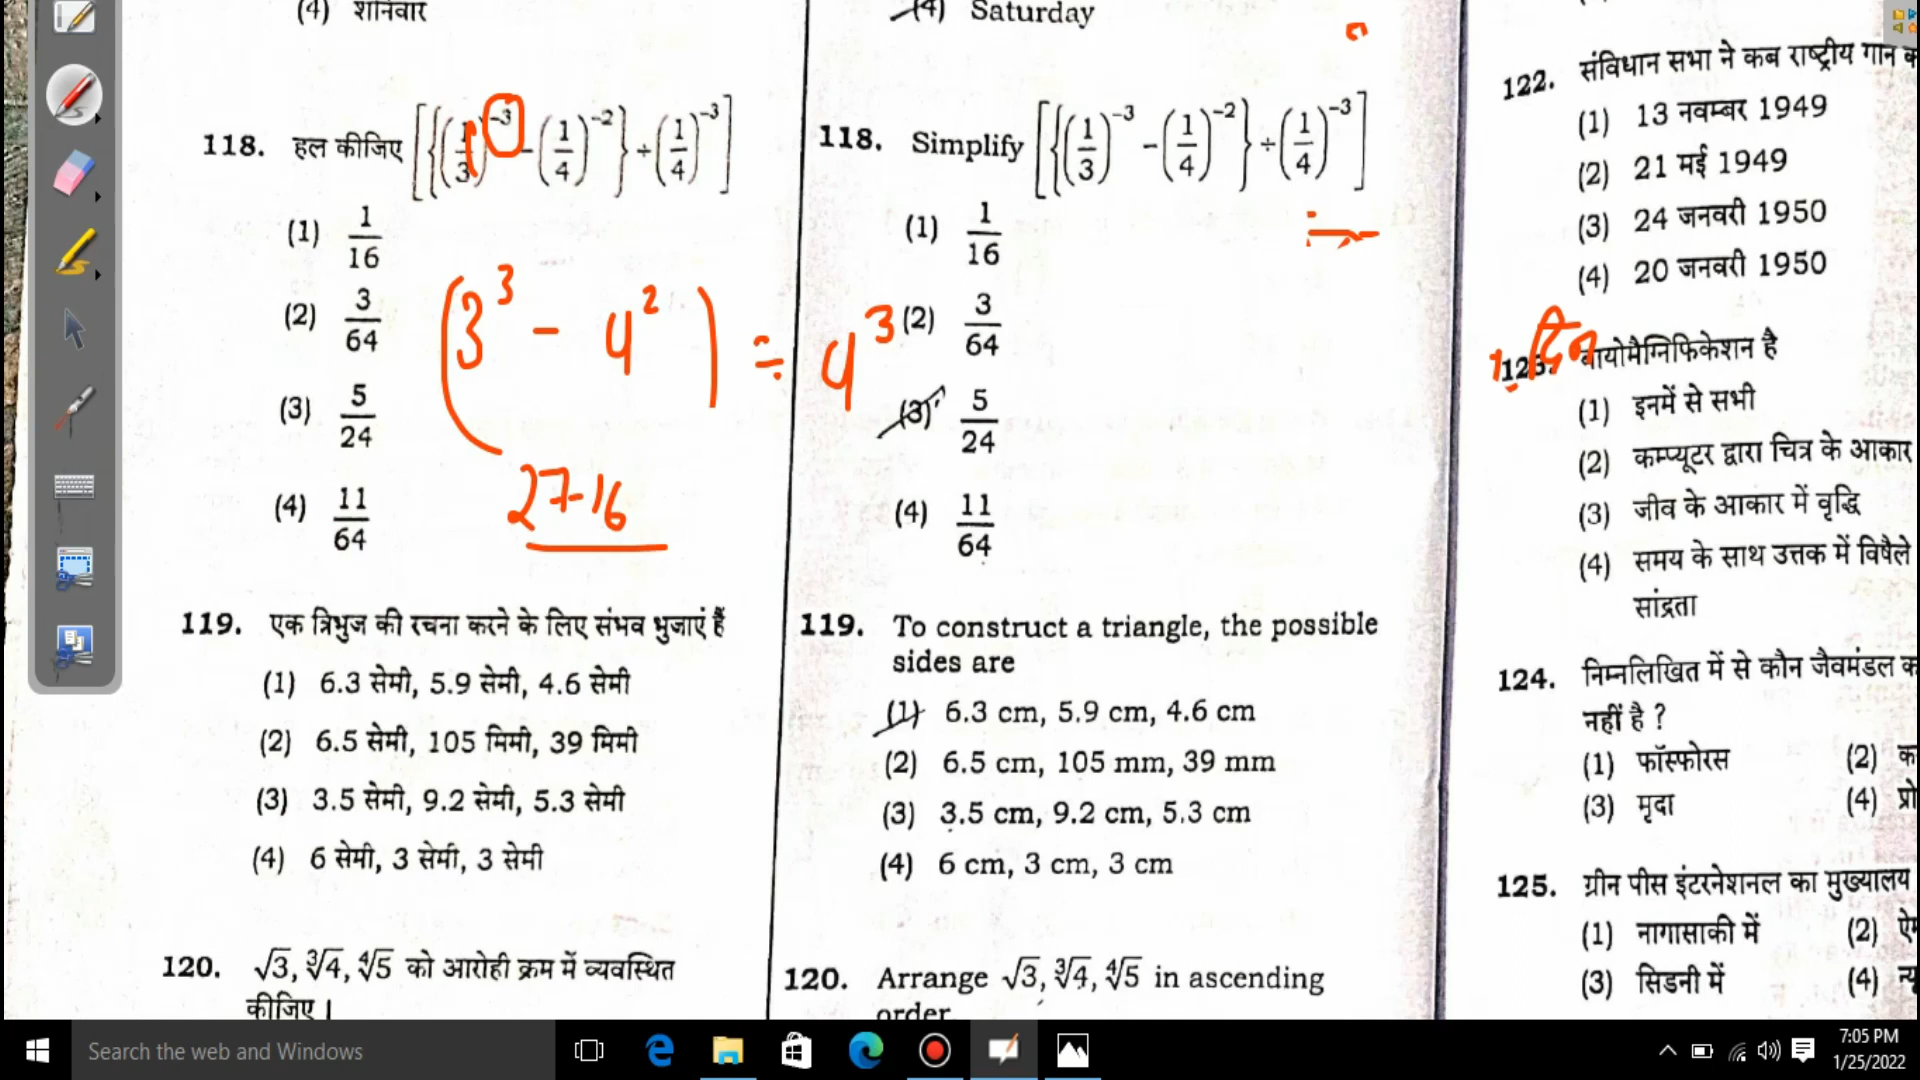 (4) शनिवार
118. हल कीजिए [{(1/3)⁻³ - (1/4)⁻²} ÷ (1/4)⁻³]
(1) 1/16
(2) 3/64
(3) 5/24
(4) 11/64
(3³ - 4²) ÷ 4³
27-16
119. एक त्रिभुज की रचना करने के लिए संभव भुजाएं हैं
(1) 6.3 सेमी, 5.9 सेमी, 4.6 सेमी
(2) 6.5 सेमी, 105 मिमी, 39 मिमी
(3) 3.5 सेमी, 9.2 सेमी, 5.3 सेमी
(4) 6 सेमी, 3 सेमी, 3 सेमी
120. √3, ∛4, ∜5 को आरोही क्रम में व्यवस्थित
कीजिए ।
(4) Saturday
118. Simplify [{(1/3)⁻³ - (1/4)⁻²} ÷ (1/4)⁻³]
(1) 1/16
(2) 3/64
(3) 5/24
(4) 11/64
119. To construct a triangle, the possible
sides are
(1) 6.3 cm, 5.9 cm, 4.6 cm
(2) 6.5 cm, 105 mm, 39 mm
(3) 3.5 cm, 9.2 cm, 5.3 cm
(4) 6 cm, 3 cm, 3 cm
120. Arrange √3, ∛4, ∜5 in ascending
order.
122. संविधान सभा ने कब राष्ट्रीय गान
(1) 13 नवम्बर 1949
(2) 21 मई 1949
(3) 24 जनवरी 1950
(4) 20 जनवरी 1950
123. बायोमैग्निफिकेशन है
(1) इनमें से सभी
(2) कम्प्यूटर द्वारा चित्र के आकार
(3) जीव के आकार में वृद्धि
(4) समय के साथ उत्तक में विषैले
सांद्रता
124. निम्नलिखित में से कौन जैवमंडल
नहीं है ?
(1) फॉस्फोरस (2)
(3) मृदा (4)
125. ग्रीन पीस इंटरनेशनल का मुख्यालय
(1) नागासाकी में (2)
(3) सिडनी में (4)
Search the web and Windows
7:05 PM
1/25/2022